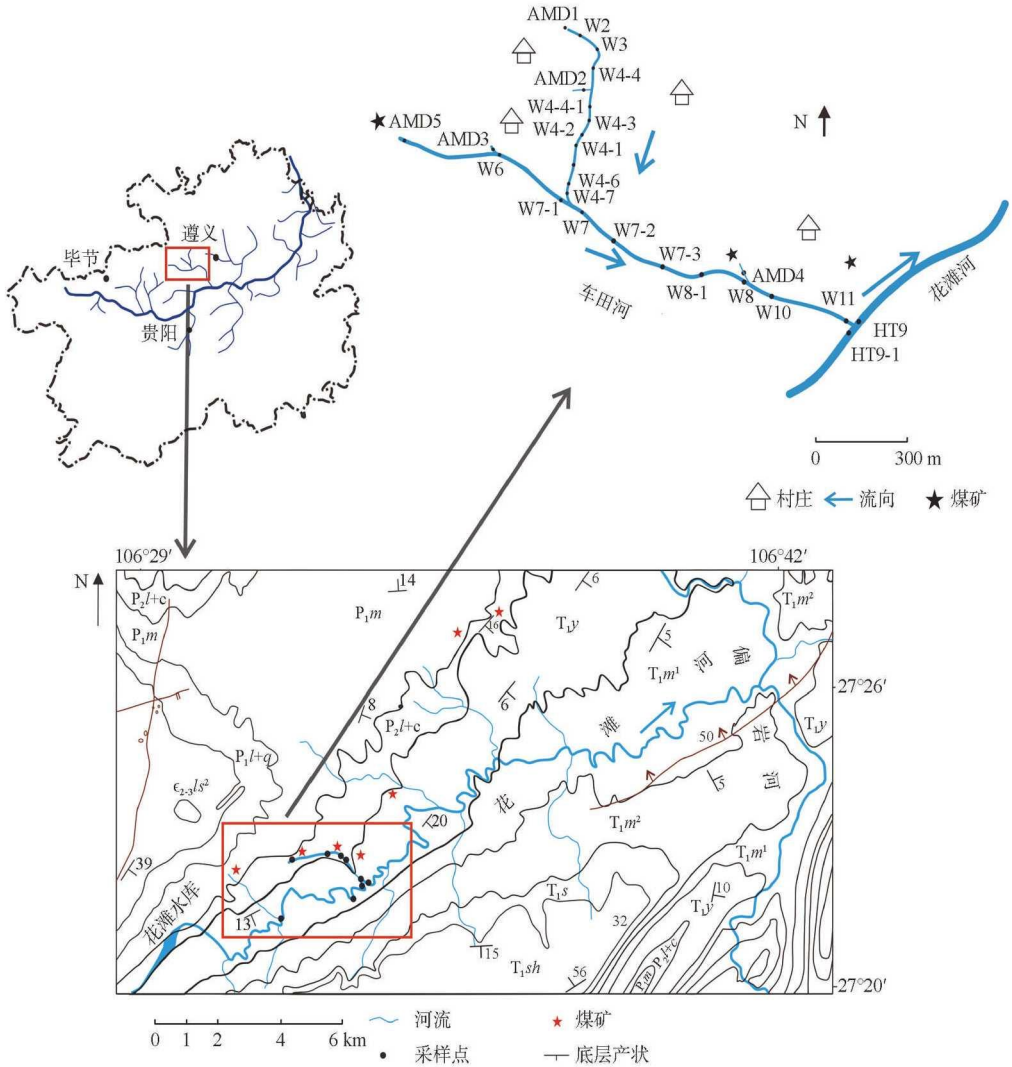 AMD1
W2
W3
W4-4
AMD2
W4-4-1
W4-3
W4-2
W4-1
AMD5
AMD3
W6
W4-6
W4-7
W7-1
W7
W7-2
W7-3
W8-1
AMD4
W8
W10
W11
HT9
HT9-1
车田河
花滩河
N
0 300 m
村庄 流向 煤矿
遵义
毕节
贵阳
106°29′ 106°42′
N
P₂l+c
P₁m
P₁m
14
6
T₁y
T₁m²
16
5
T₁m¹
偏
河
8
6
滩
27°26′
P₂l+c
T₁y
P₁l+q
50
岩
5
河
ϵ₂₋₃ls²
花
20
T₁m²
T₁m¹
39
T₁s
T₁y
10
花滩水库
13
32
15
T₁sh
56
P₁m
P₂l+c
27°20′
0 1 2 4 6 km
河流 煤矿
采样点 底层产状